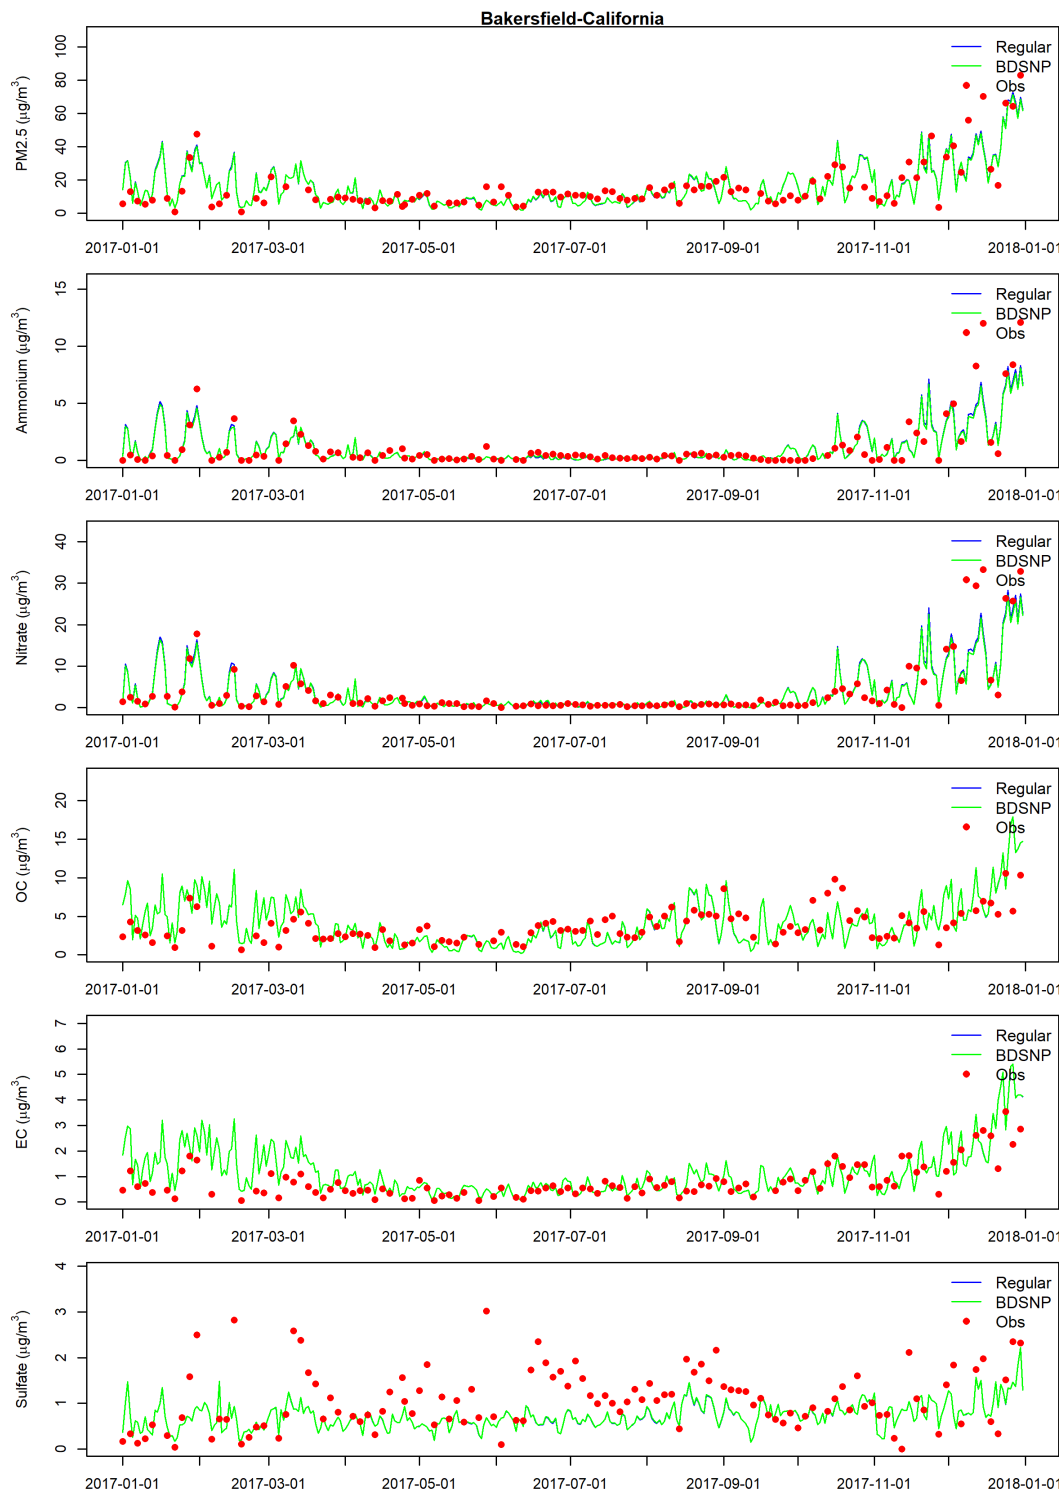 Bakersfield-California
PM2.5 (μg/m³)
0 20 40 60 80 100
Regular
BDSNP
Obs
2017-01-01 2017-03-01 2017-05-01 2017-07-01 2017-09-01 2017-11-01 2018-01-01
Ammonium (μg/m³)
0 5 10 15
Regular
BDSNP
Obs
2017-01-01 2017-03-01 2017-05-01 2017-07-01 2017-09-01 2017-11-01 2018-01-01
Nitrate (μg/m³)
0 10 20 30 40
Regular
BDSNP
Obs
2017-01-01 2017-03-01 2017-05-01 2017-07-01 2017-09-01 2017-11-01 2018-01-01
OC (μg/m³)
0 5 10 15 20
Regular
BDSNP
Obs
2017-01-01 2017-03-01 2017-05-01 2017-07-01 2017-09-01 2017-11-01 2018-01-01
EC (μg/m³)
0 1 2 3 4 5 6 7
Regular
BDSNP
Obs
2017-01-01 2017-03-01 2017-05-01 2017-07-01 2017-09-01 2017-11-01 2018-01-01
Sulfate (μg/m³)
0 1 2 3 4
Regular
BDSNP
Obs
2017-01-01 2017-03-01 2017-05-01 2017-07-01 2017-09-01 2017-11-01 2018-01-01